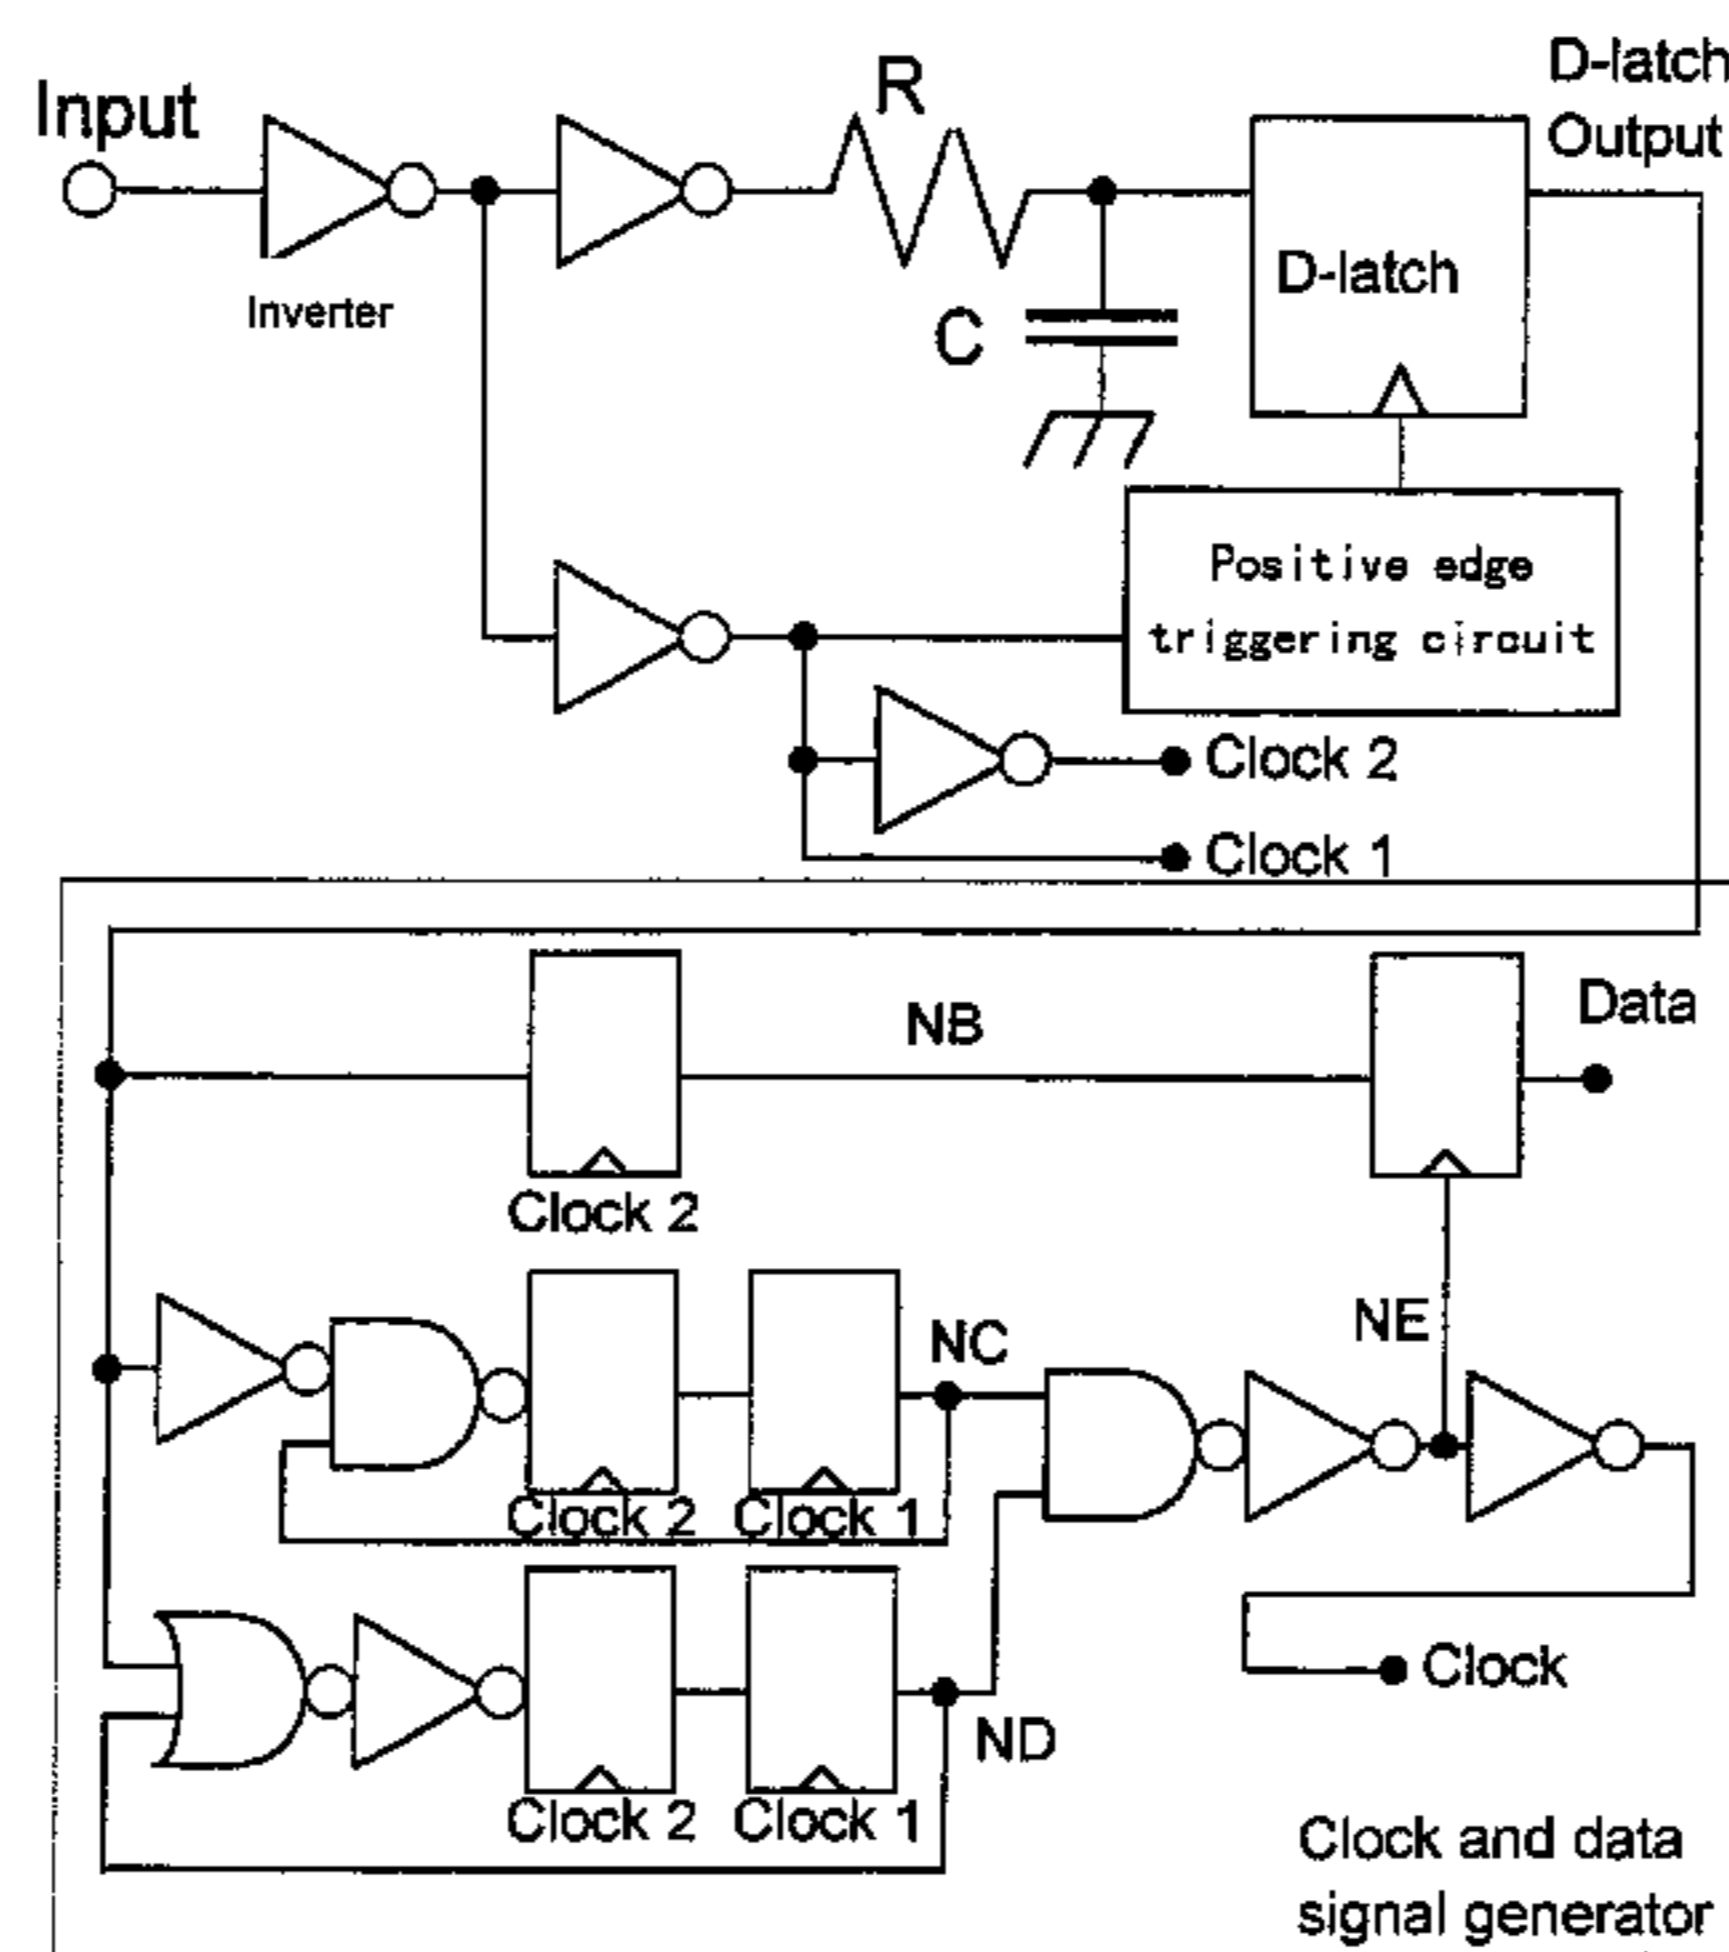 Input
Inverter
R
C
D-latch
Output
D-latch
Positive edge
triggering circuit
Clock 2
Clock 1
NB
Data
Clock 2
NC
NE
Clock 2
Clock 1
Clock
ND
Clock 2
Clock 1
Clock and data
signal generator